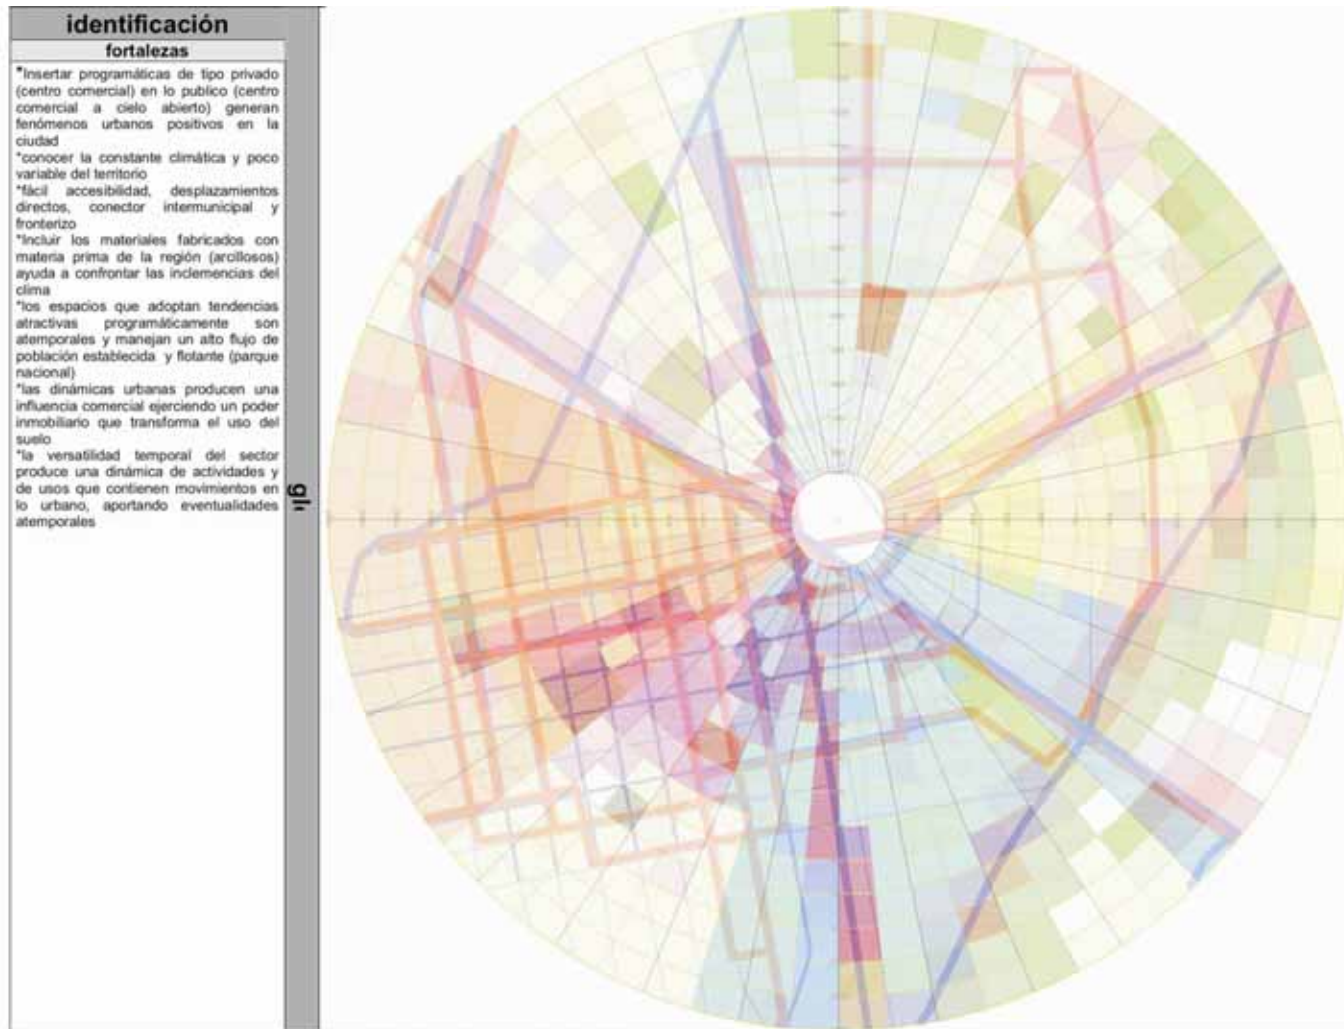 identificación
fortalezas
*Insertar programáticas de tipo privado
(centro comercial) en lo publico (centro
comercial a cielo abierto) generan
fenómenos urbanos positivos en la
ciudad
*conocer la constante climática y poco
variable del territorio
*fácil accesibilidad, desplazamientos
directos, conector intermunicipal y
fronterizo
*Incluir los materiales fabricados con
materia prima de la región (arcillosos)
ayuda a confrontar las inclemencias del
clima
*los espacios que adoptan tendencias
atractivas programáticamente son
atemporales y manejan un alto flujo de
población establecida y flotante (parque
nacional)
*las dinámicas urbanas producen una
influencia comercial ejerciendo un poder
inmobiliario que transforma el uso del
suelo
*la versatilidad temporal del sector
produce una dinámica de actividades y
de usos que contienen movimientos en
lo urbano, aportando eventualidades
atemporales